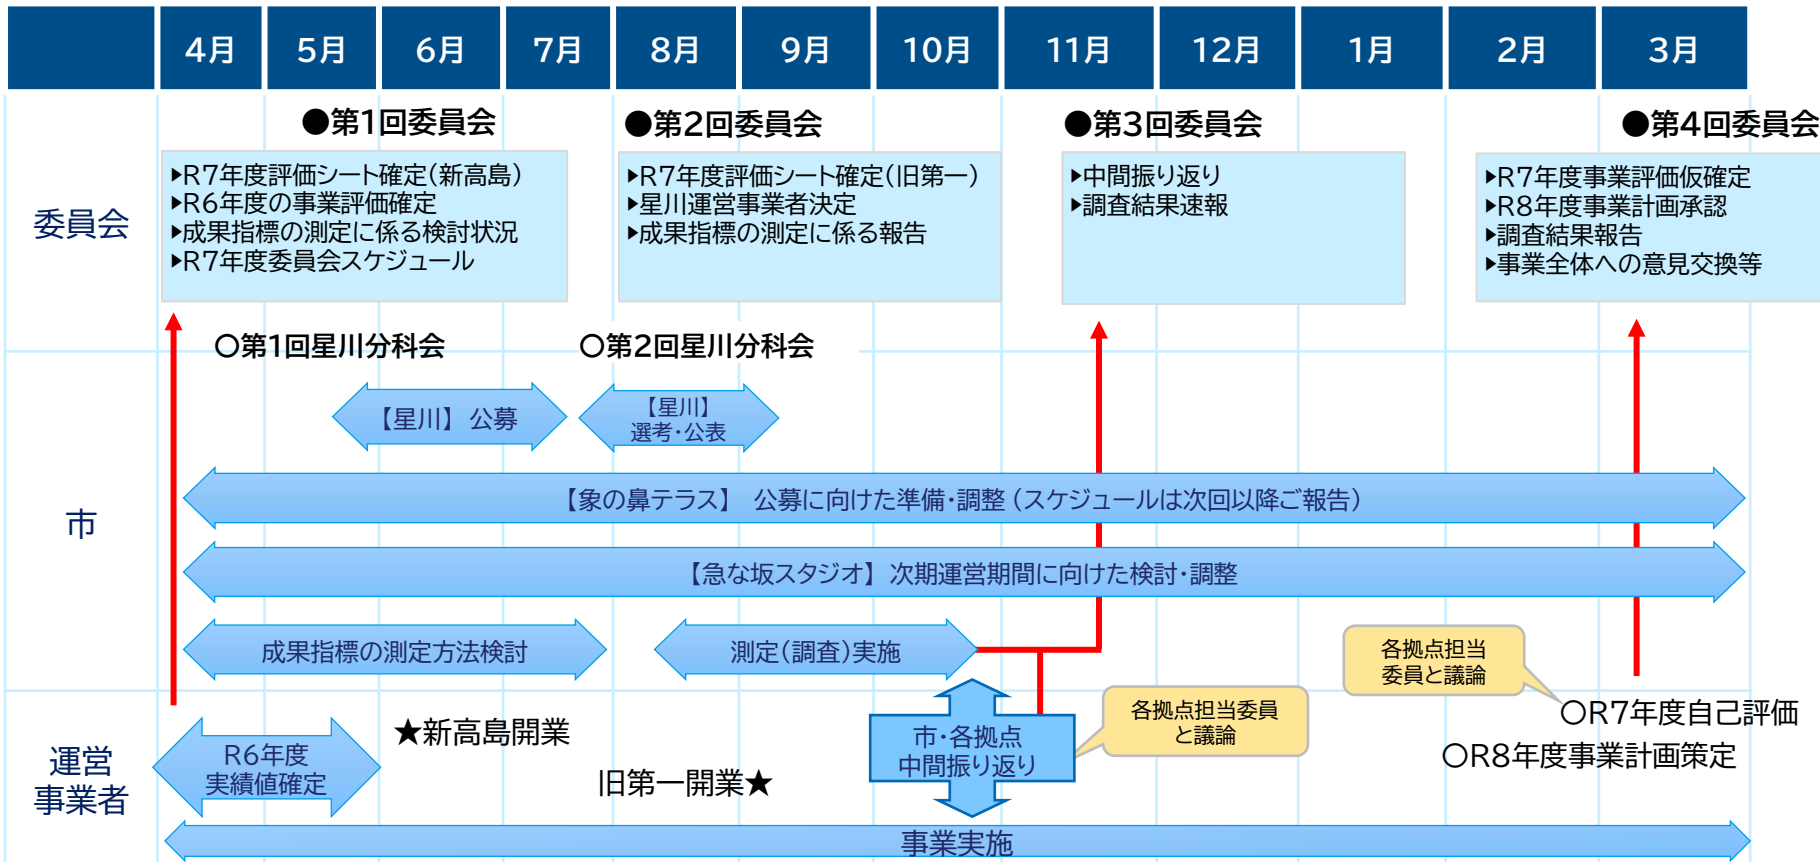 4月 5月 6月 7月 8月 9月 10月 11月 12月 1月 2月 3月
委員会
●第1回委員会
▶R7年度評価シート確定(新高島)
▶R6年度の事業評価確定
▶成果指標の測定に係る検討状況
▶R7年度委員会スケジュール
●第2回委員会
▶R7年度評価シート確定(旧第一)
▶星川運営事業者決定
▶成果指標の測定に係る報告
●第3回委員会
▶中間振り返り
▶調査結果速報
●第4回委員会
▶R7年度事業評価仮確定
▶R8年度事業計画承認
▶調査結果報告
▶事業全体への意見交換等
○第1回星川分科会
○第2回星川分科会
市
【星川】 公募
【星川】
選考・公表
【象の鼻テラス】 公募に向けた準備・調整(スケジュールは次回以降ご報告)
【急な坂スタジオ】 次期運営期間に向けた検討・調整
成果指標の測定方法検討
測定(調査)実施
各拠点担当
委員と議論
運営
事業者
R6年度
実績値確定
★新高島開業
旧第一開業★
市・各拠点
中間振り返り
各拠点担当委員
と議論
○R7年度自己評価
○R8年度事業計画策定
事業実施